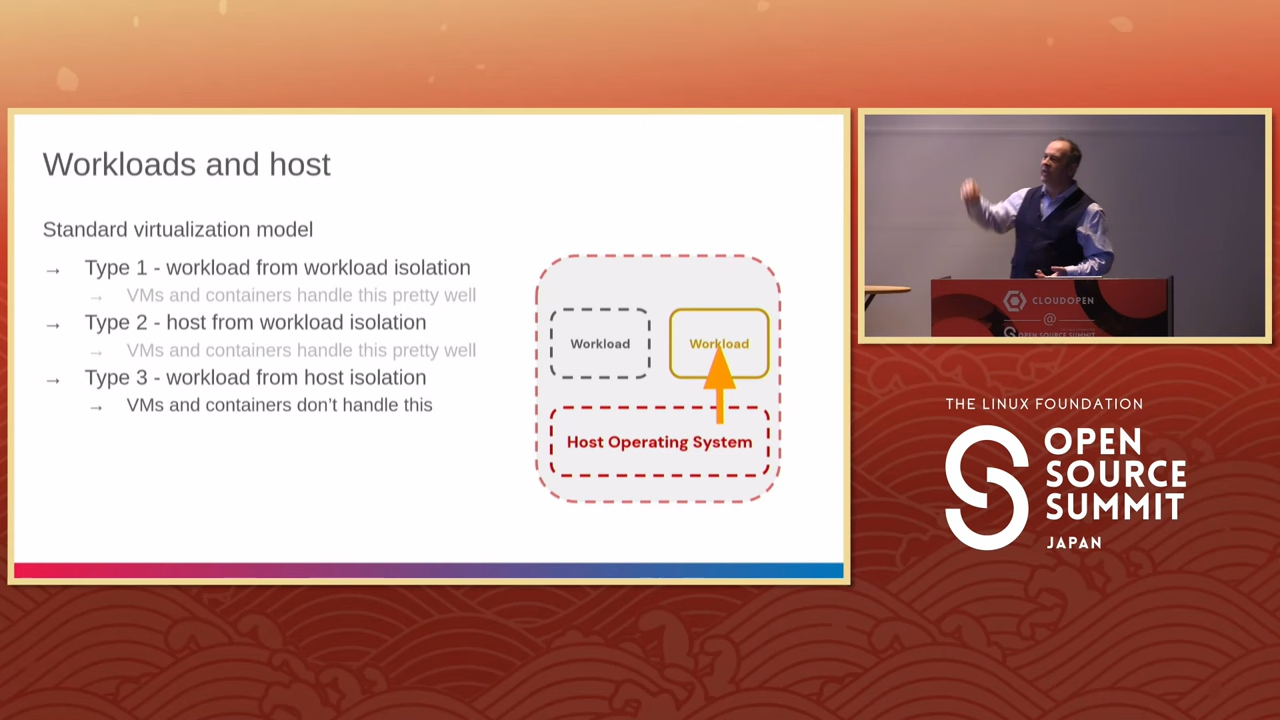 Workloads and host
Standard virtualization model
→ Type 1 - workload from workload isolation
→ VMs and containers handle this pretty well
→ Type 2 - host from workload isolation
→ VMs and containers handle this pretty well
→ Type 3 - workload from host isolation
→ VMs and containers don’t handle this
Workload
Workload
Host Operating System
CLOUDOPEN
@
OPEN SOURCE SUMMIT
THE LINUX FOUNDATION
OPEN
SOURCE
SUMMIT
JAPAN